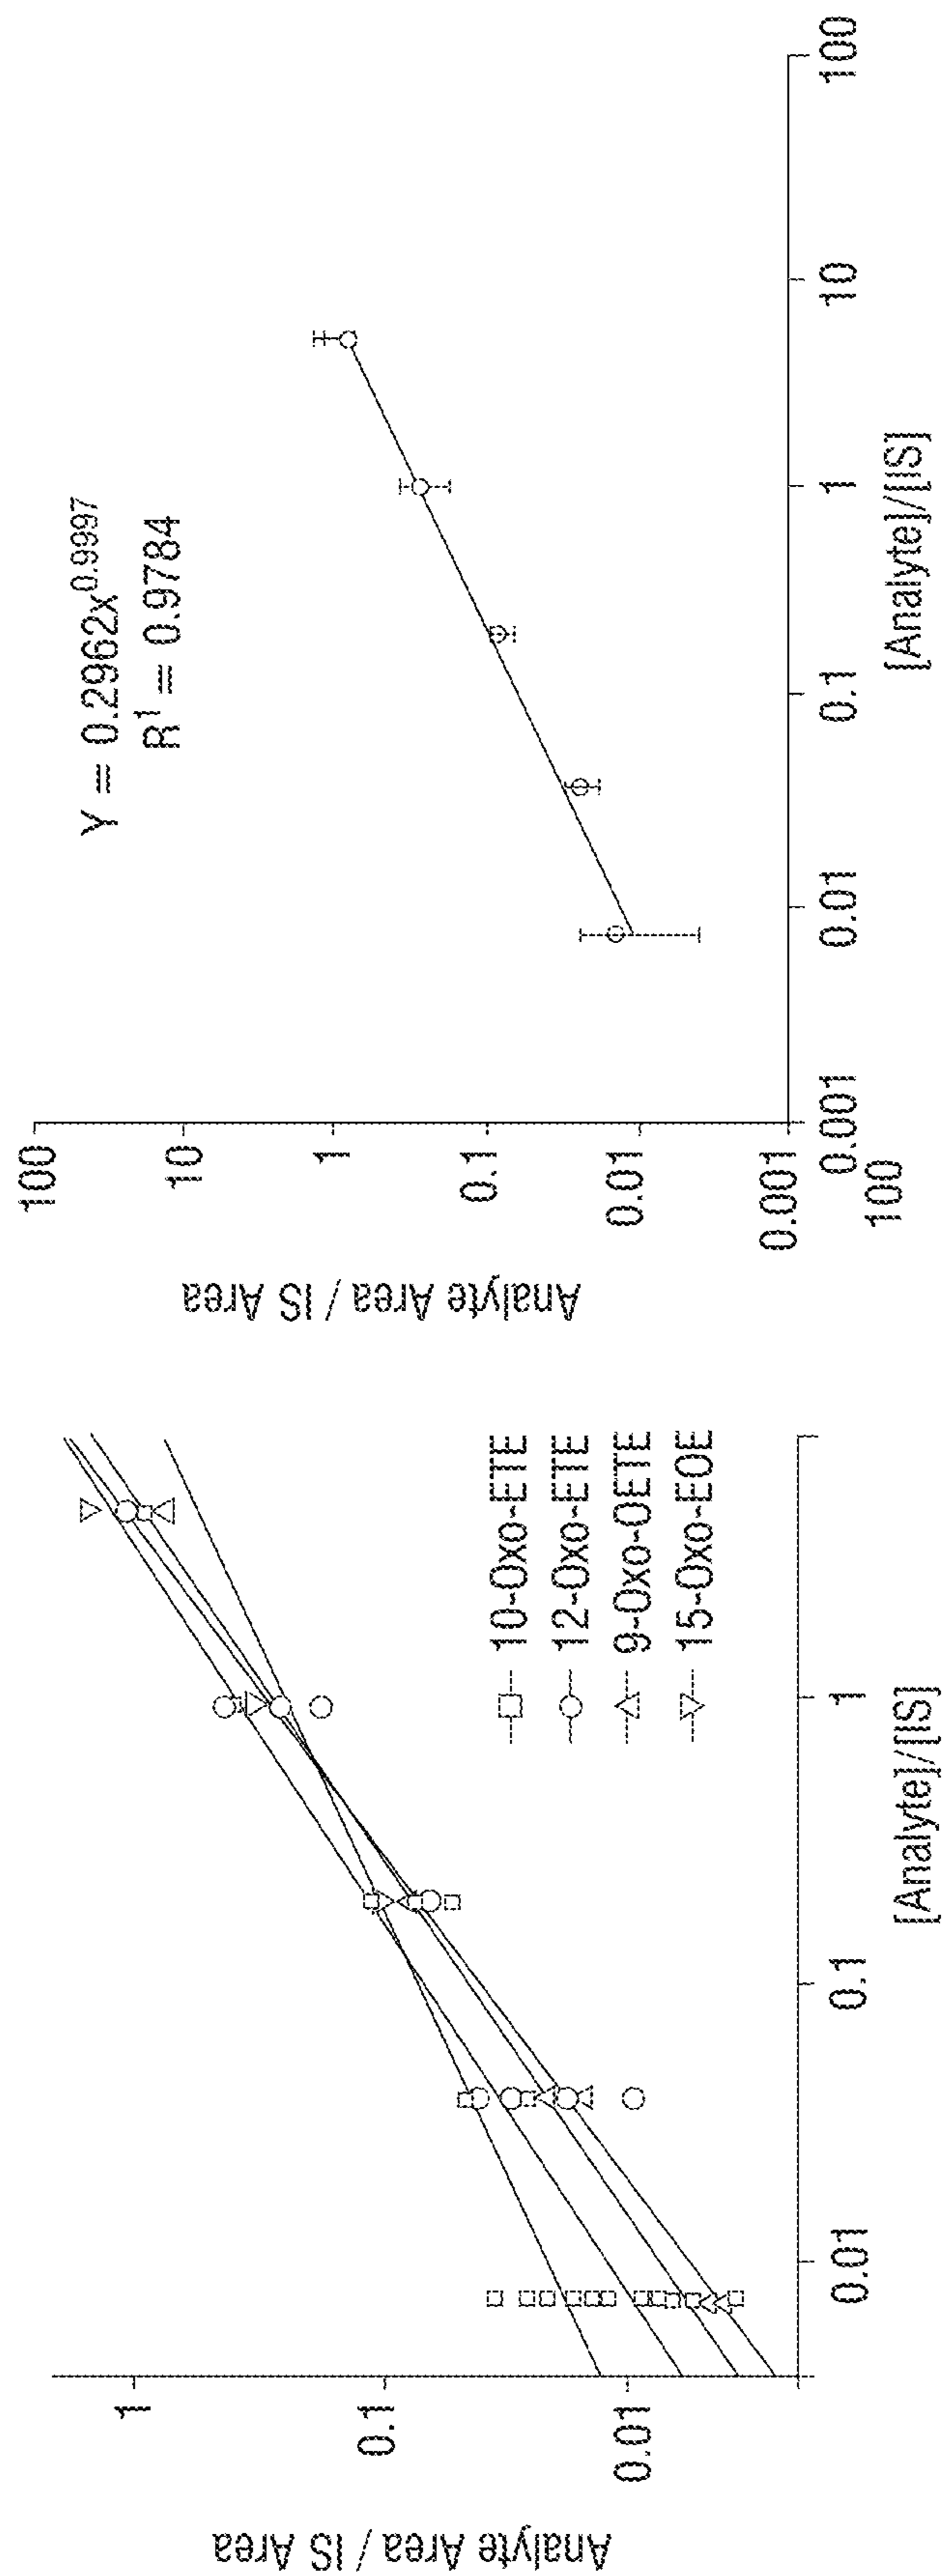 Analyte Area / IS Area
1
0.1
0.01
0.01
0.1
1
[Analyte]/[IS]
10-Oxo-ETE
12-Oxo-ETE
9-Oxo-OETE
15-Oxo-EOE
Analyte Area / IS Area
100
10
1
0.1
0.01
0.001
0.001
100
0.01
0.1
1
10
100
[Analyte]/[IS]
Y = 0.2962x^0.9997
R^1 = 0.9784